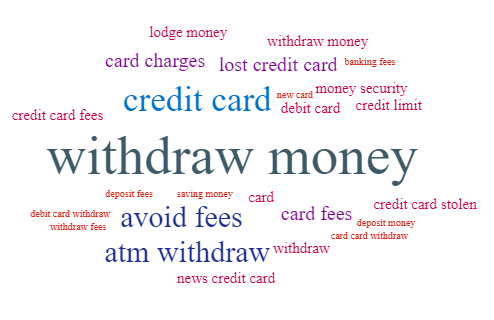 lodge money
withdraw money
card charges
lost credit card
banking fees
credit card
new card
money security
debit card
credit limit
credit card fees
withdraw money
deposit fees
saving money
card
credit card stolen
debit card withdraw
avoid fees
card fees
deposit money
withdraw fees
card card withdraw
atm withdraw
withdraw
news credit card